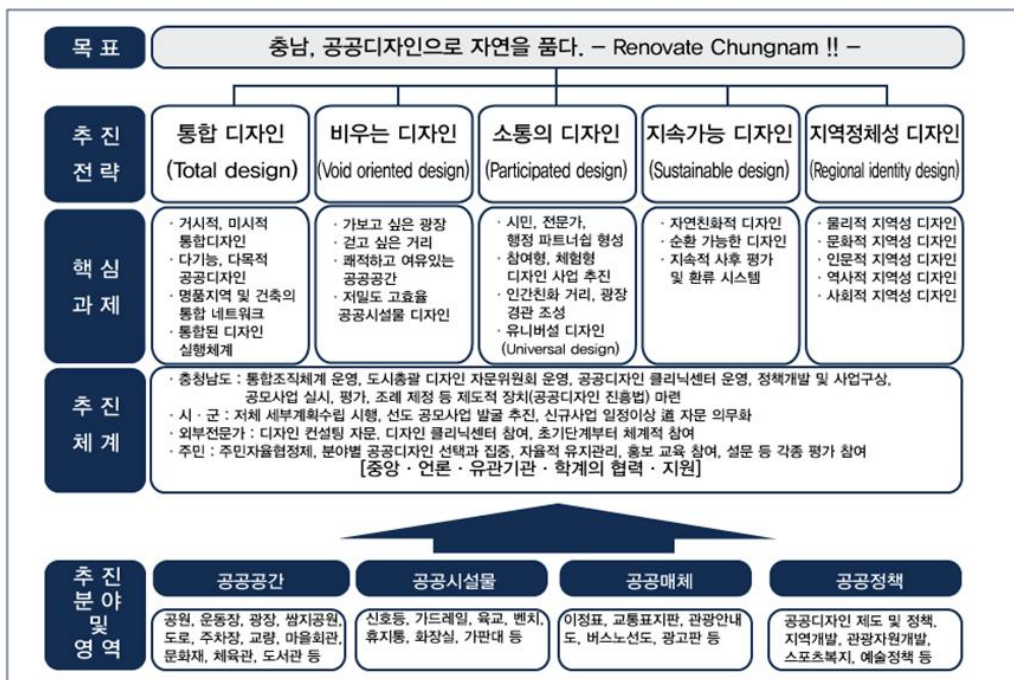 목 표
충남, 공공디자인으로 자연을 품다. – Renovate Chungnam !! –
추 진
전 략
통합 디자인
(Total design)
비우는 디자인
(Void oriented design)
소통의 디자인
(Participated design)
지속가능 디자인
(Sustainable design)
지역정체성 디자인
(Regional identity design)
핵 심
과 제
· 거시적, 미시적
통합디자인
· 다기능, 다목적
공공디자인
· 명품지역 및 건축의
통합 네트워크
· 통합된 디자인
실행체계
· 가보고 싶은 광장
· 걷고 싶은 거리
· 쾌적하고 여유있는
공공공간
· 저밀도 고효율
공공시설물 디자인
· 시민, 전문가,
행정 파트너쉽 형성
· 참여형, 체험형
디자인 사업 추진
· 인간친화 거리, 광장
경관 조성
· 유니버설 디자인
(Universal design)
· 자연친화적 디자인
· 순환 가능한 디자인
· 지속적 사후 평가
및 환류 시스템
· 물리적 지역성 디자인
· 문화적 지역성 디자인
· 인문적 지역성 디자인
· 역사적 지역성 디자인
· 사회적 지역성 디자인
추 진
체 계
· 충청남도 : 통합조직체계 운영, 도시총괄 디자인 자문위원회 운영, 공공디자인 클리닉센터 운영, 정책개발 및 사업구상,
공모사업 실시, 평가, 조례 제정 등 제도적 장치(공공디자인 진흥법) 마련
· 시 · 군 : 저체 세부계획수립 시행, 선도 공모사업 발굴 추진, 신규사업 일정이상 道 자문 의무화
· 외부전문가 : 디자인 컨설팅 자문, 디자인 클리닉센터 참여, 초기단계부터 체계적 참여
· 주민 : 주민자율협정제, 분야별 공공디자인 선택과 집중, 자율적 유지관리, 홍보 교육 참여, 설문 등 각종 평가 참여
[중앙 · 언론 · 유관기관 · 학계의 협력 · 지원]
추 진
분 야
및
영 역
공공공간
공원, 운동장, 광장, 쌈지공원,
도로, 주차장, 교량, 마을회관,
문화재, 체육관, 도서관 등
공공시설물
신호등, 가드레일, 육교, 벤치,
휴지통, 화장실, 가판대 등
공공매체
이정표, 교통표지판, 관광안내
도, 버스노선도, 광고판 등
공공정책
공공디자인 제도 및 정책,
지역개발, 관광자원개발,
스포츠복지, 예술정책 등